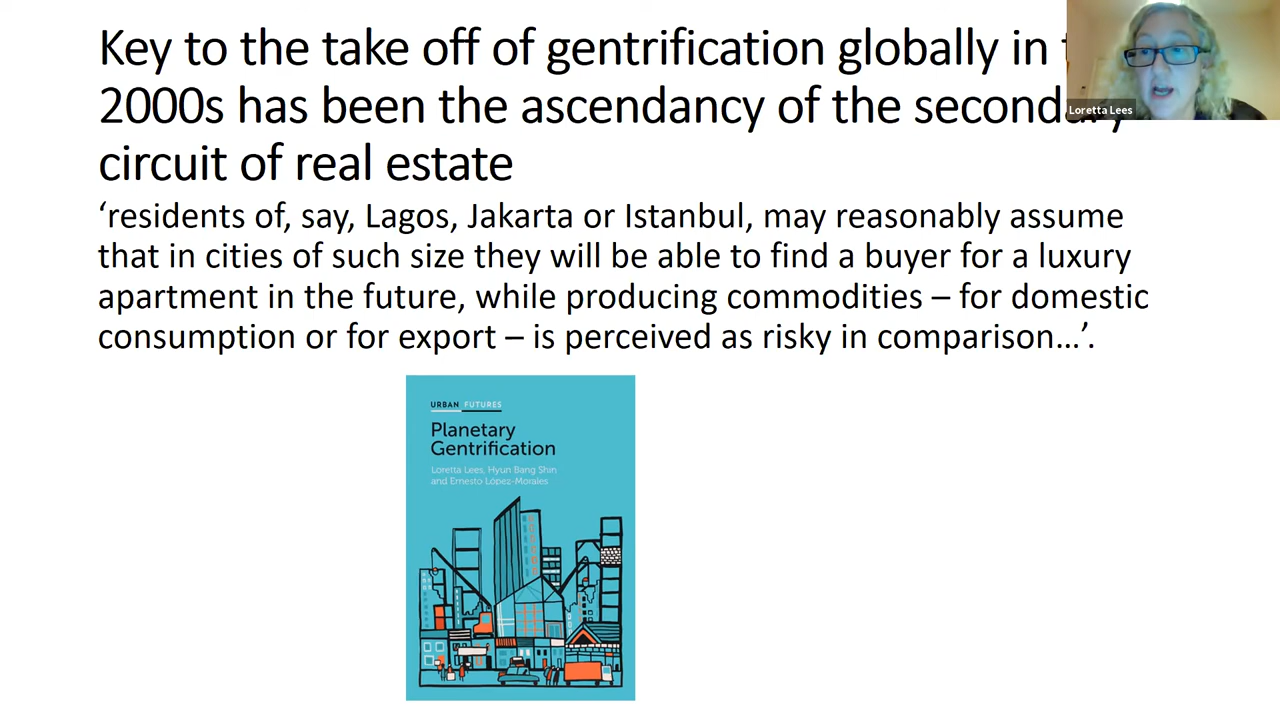 Key to the take off of gentrification globally in
2000s has been the ascendancy of the secondary
circuit of real estate
Loretta Lees
‘residents of, say, Lagos, Jakarta or Istanbul, may reasonably assume
that in cities of such size they will be able to find a buyer for a luxury
apartment in the future, while producing commodities – for domestic
consumption or for export – is perceived as risky in comparison…’.
URBAN FUTURES
Planetary
Gentrification
Loretta Lees, Hyun Bang Shin
and Ernesto López-Morales